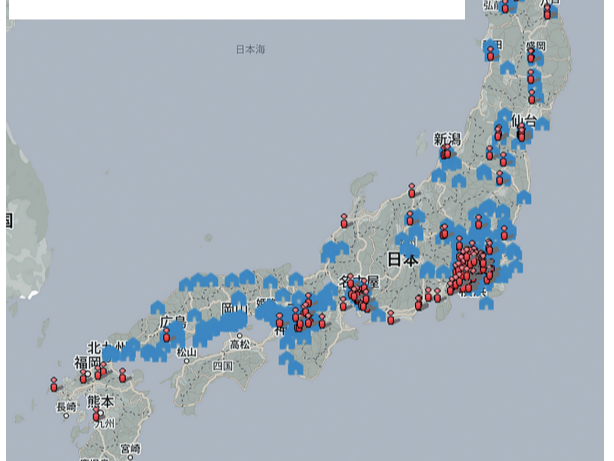 弘前
八戸
盛岡
日本海
仙台
新潟
日本
名古屋
岡山
広島
高松
松山
四国
北九州
福岡
熊本
長崎
九州
宮崎